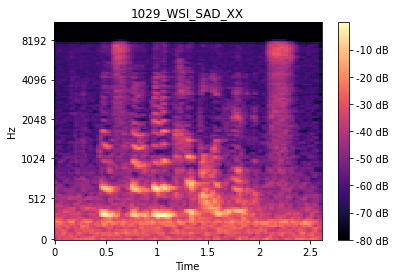 1029_WSI_SAD_XX
8192
4096
2048
1024
512
0
Hz
0
0.5
1
1.5
2
2.5
Time
-10 dB
-20 dB
-30 dB
-40 dB
-50 dB
-60 dB
-70 dB
-80 dB